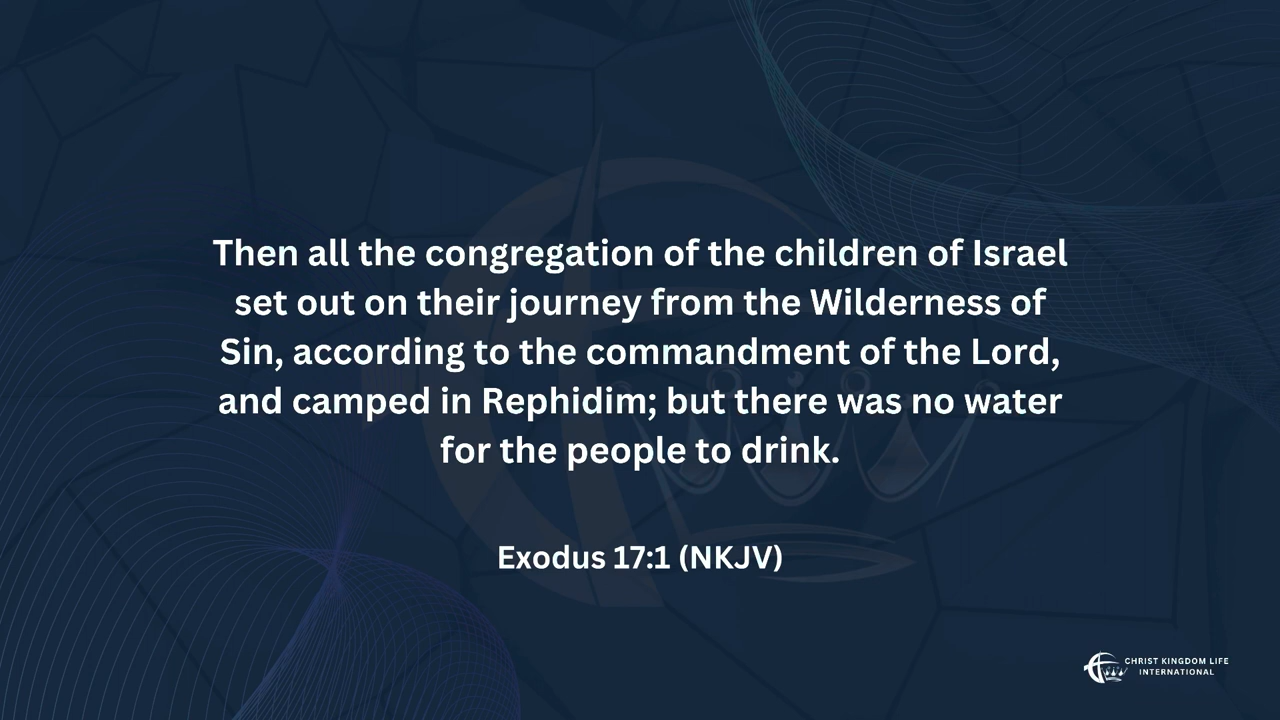 Then all the congregation of the children of Israel
set out on their journey from the Wilderness of
Sin, according to the commandment of the Lord,
and camped in Rephidim; but there was no water
for the people to drink.
Exodus 17:1 (NKJV)
CHRIST KINGDOM LIFE
INTERNATIONAL